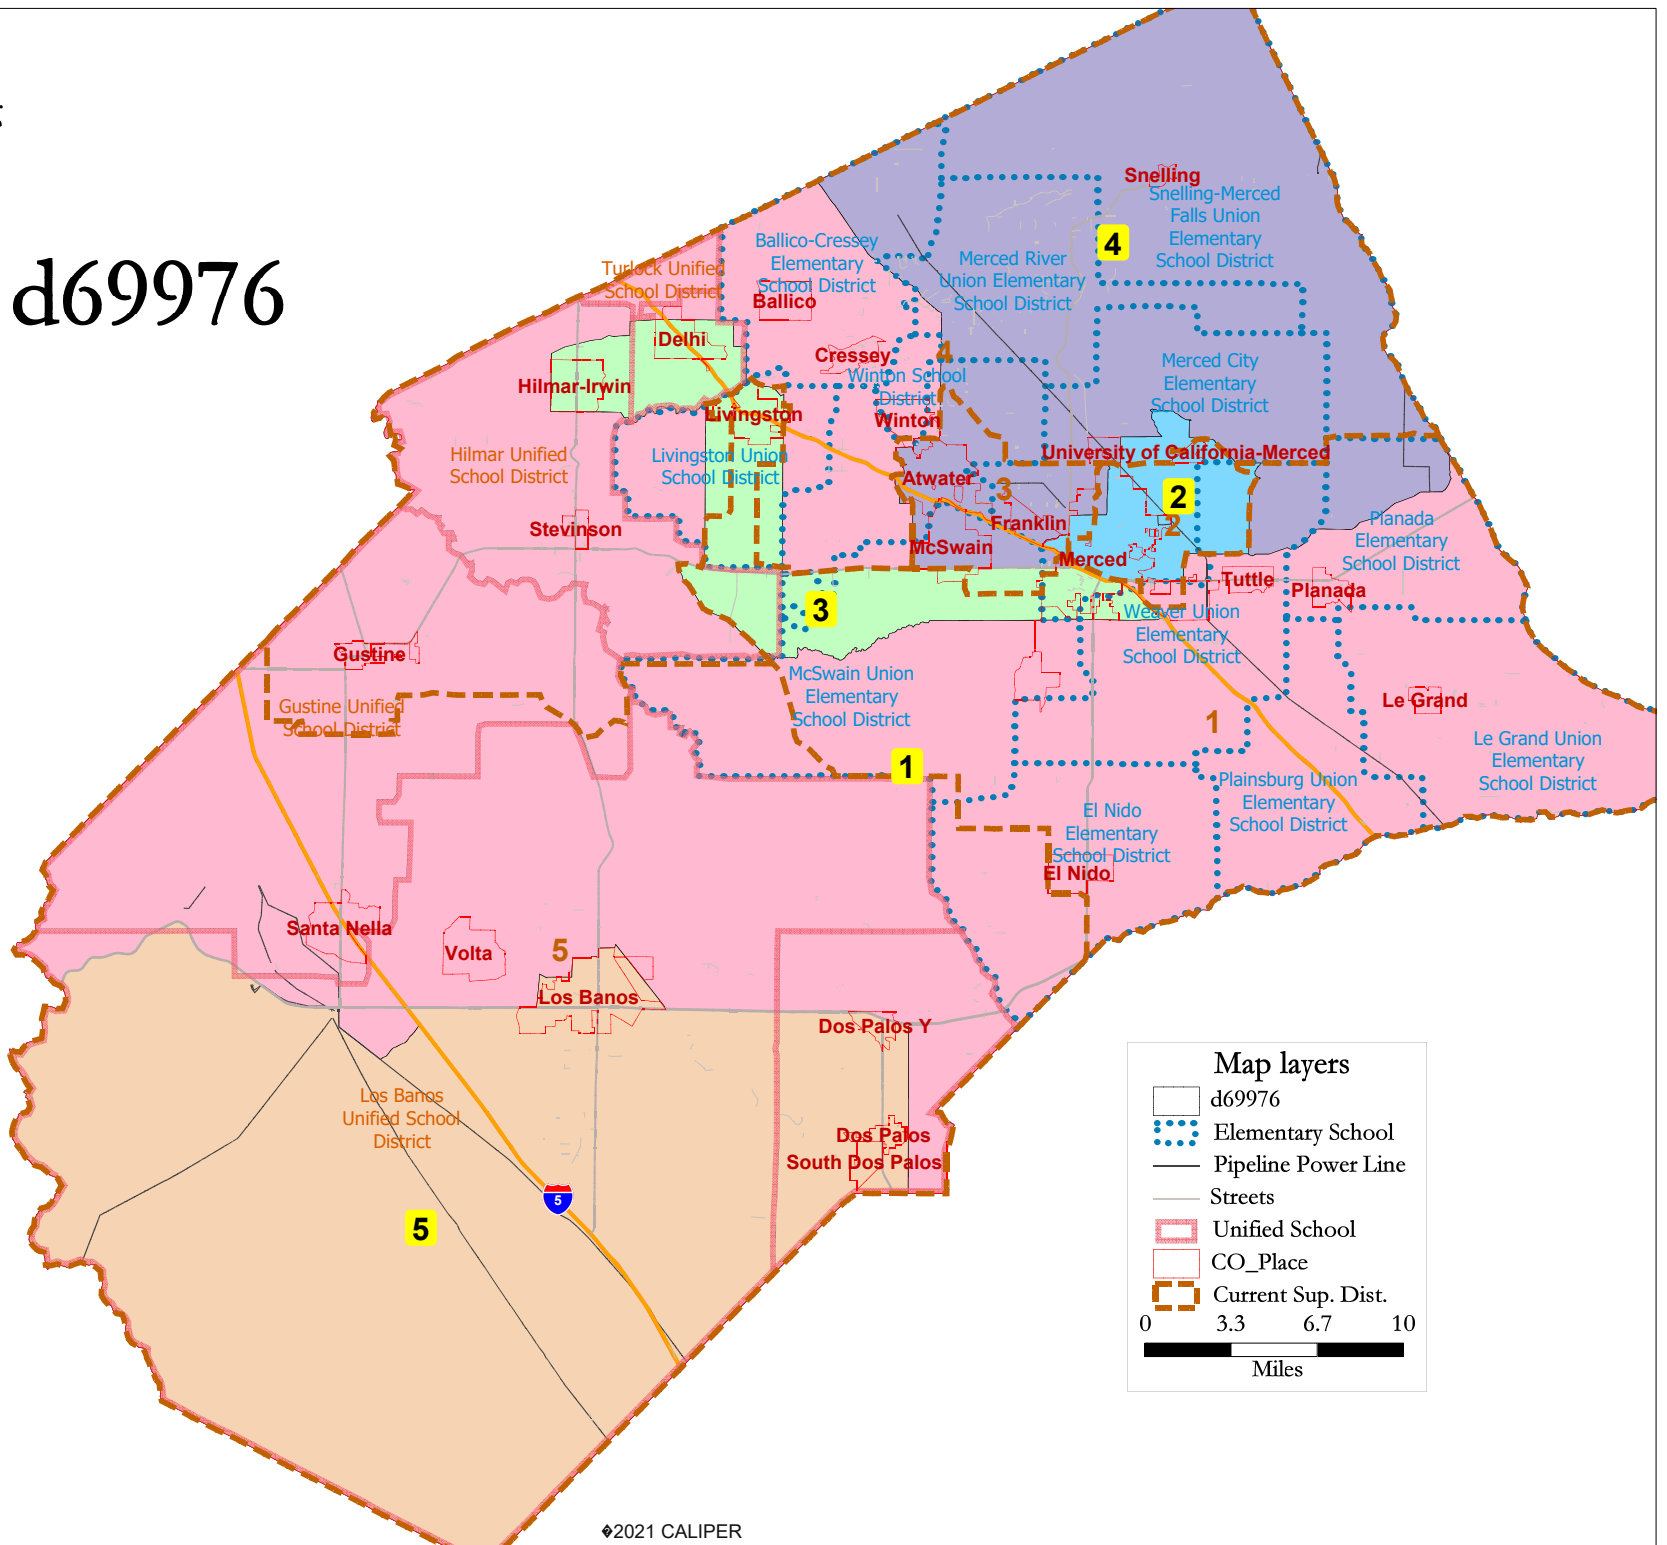 d69976
Snelling
Snelling-Merced
Falls Union
Elementary
School District
4
Ballico-Cressey
Elementary
School District
Ballico
Merced River
Union Elementary
School District
Turlock Unified
School District
Delhi
Cressey
4
Winton School
District
Winton
Merced City
Elementary
School District
Hilmar-Irwin
Livingston
Hilmar Unified
School District
Livingston Union
School District
University of California-Merced
Atwater
3
2
2
Franklin
McSwain
Merced
Stevinson
Planada
Elementary
School District
Tuttle
Planada
3
Weaver Union
Elementary
School District
Gustine
Gustine Unified
School District
McSwain Union
Elementary
School District
Le Grand
1
1
Le Grand Union
Elementary
School District
Plainsburg Union
Elementary
School District
El Nido
Elementary
School District
El Nido
Santa Nella
Volta
5
Los Banos
Dos Palos Y
Los Banos
Unified School
District
Dos Palos
South Dos Palos
5
5
Map layers
d69976
Elementary School
Pipeline Power Line
Streets
Unified School
CO_Place
Current Sup. Dist.
0 3.3 6.7 10
Miles
�2021 CALIPER